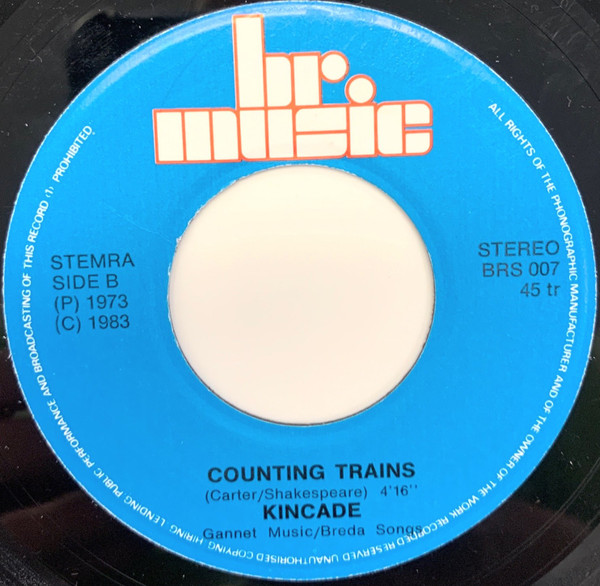 br.
music
STEMRA
SIDE B
(P) 1973
(C) 1983
STEREO
BRS 007
45 tr
COUNTING TRAINS
(Carter/Shakespeare) 4'16''
KINCADE
Gannet Music/Breda Songs
ALL RIGHTS OF THE PHONOGRAPHIC MANUFACTURER AND OF THE OWNER OF THE WORK RECORDED RESERVED UNAUTHORISED COPYING HIRING, LENDING PUBLIC PERFORMANCE AND BROADCASTING OF THIS RECORD (1) PROHIBITED